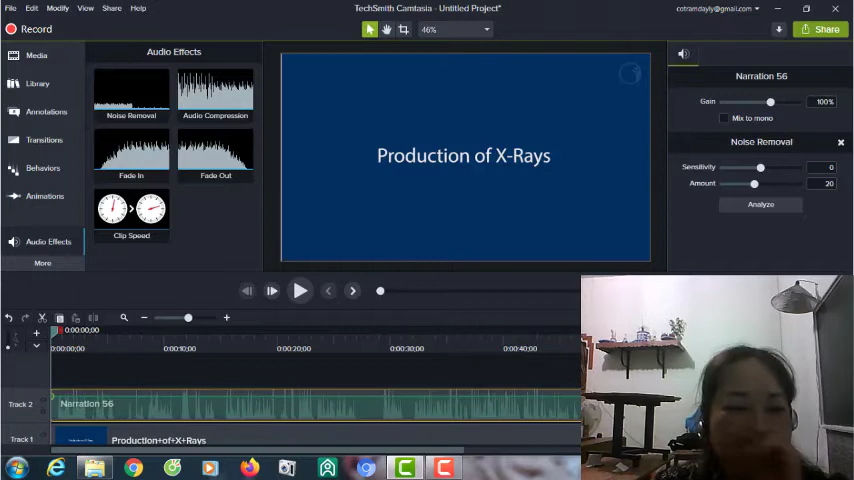 File Edit Modify View Share Help
TechSmith Camtasia - Untitled Project*
cotramdayly@gmail.com
Record
46%
Share
Media
Library
Annotations
Transitions
Behaviors
Animations
Audio Effects
More
Audio Effects
Noise Removal
Audio Compression
Fade In
Fade Out
Clip Speed
Production of X-Rays
Narration 56
Gain 100%
Mix to mono
Noise Removal
Sensitivity 0
Amount 20
Analyze
0:00:00;00
0:00:00;00 0:00:10;00 0:00:20;00 0:00:30;00 0:00:40;00
Track 2 Narration 56
Track 1 Production+of+X+Rays